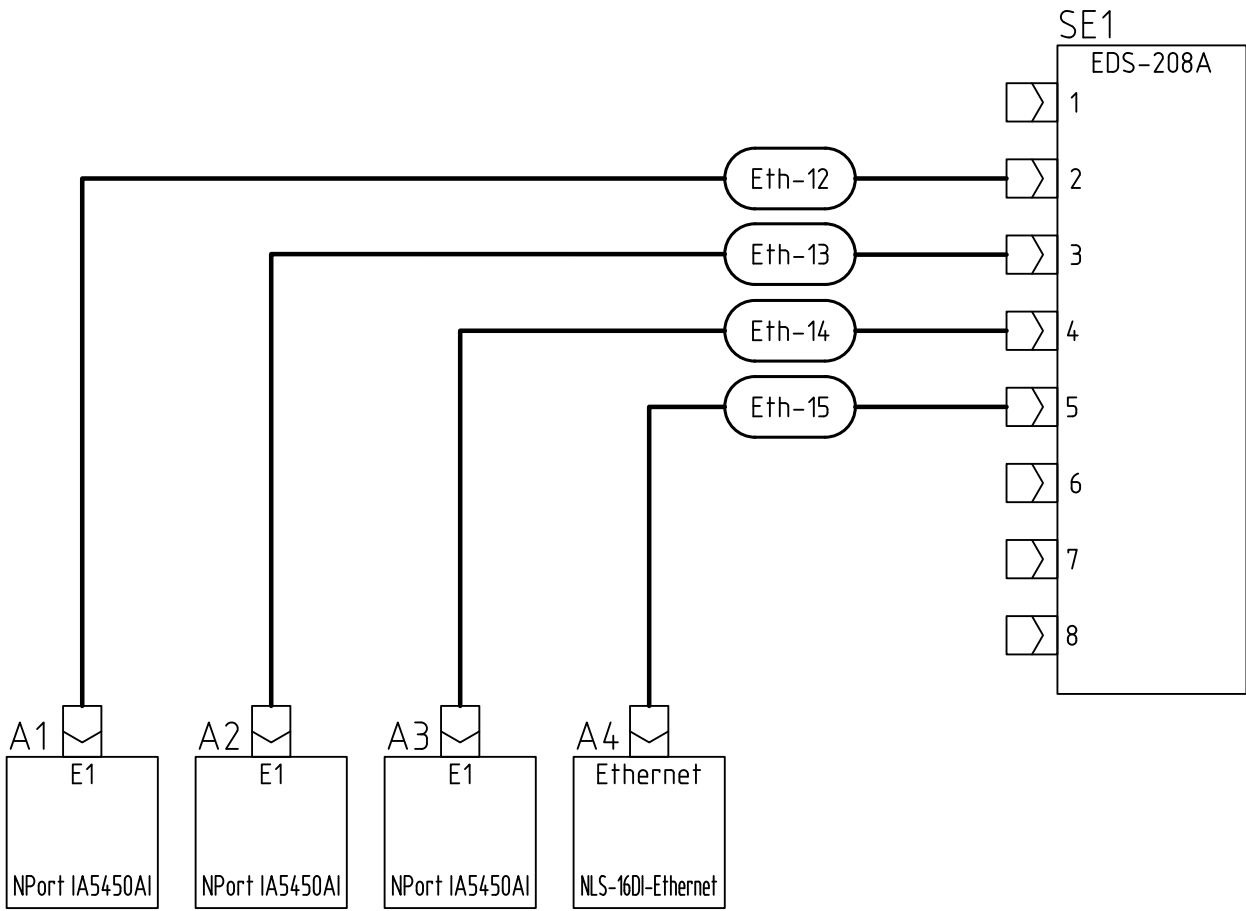 SE1
EDS-208A
1
Eth-12
2
Eth-13
3
Eth-14
4
Eth-15
5
6
7
8
A1
A2
A3
A4
E1
E1
E1
Ethernet
NPort IA5450AI
NPort IA5450AI
NPort IA5450AI
NLS-16DI-Ethernet